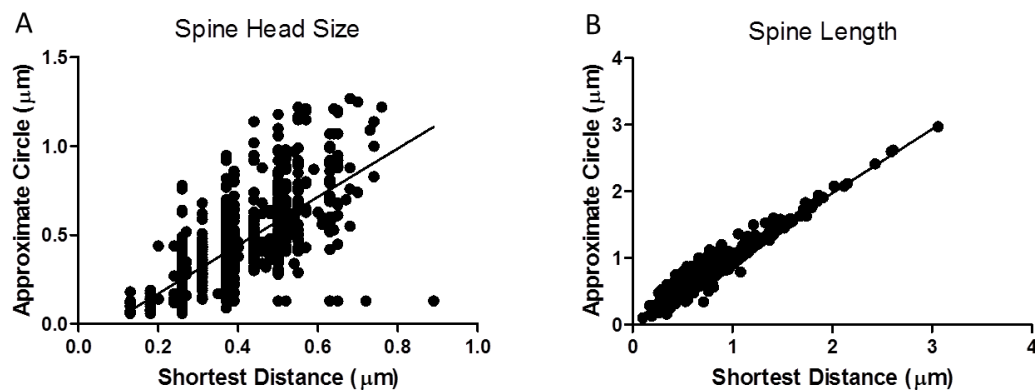 A
Spine Head Size
1.5
1.0
0.5
0.0
Approximate Circle (μm)
0.0 0.2 0.4 0.6 0.8 1.0
Shortest Distance (μm)
B
Spine Length
4
3
2
1
0
Approximate Circle (μm)
0 1 2 3 4
Shortest Distance (μm)